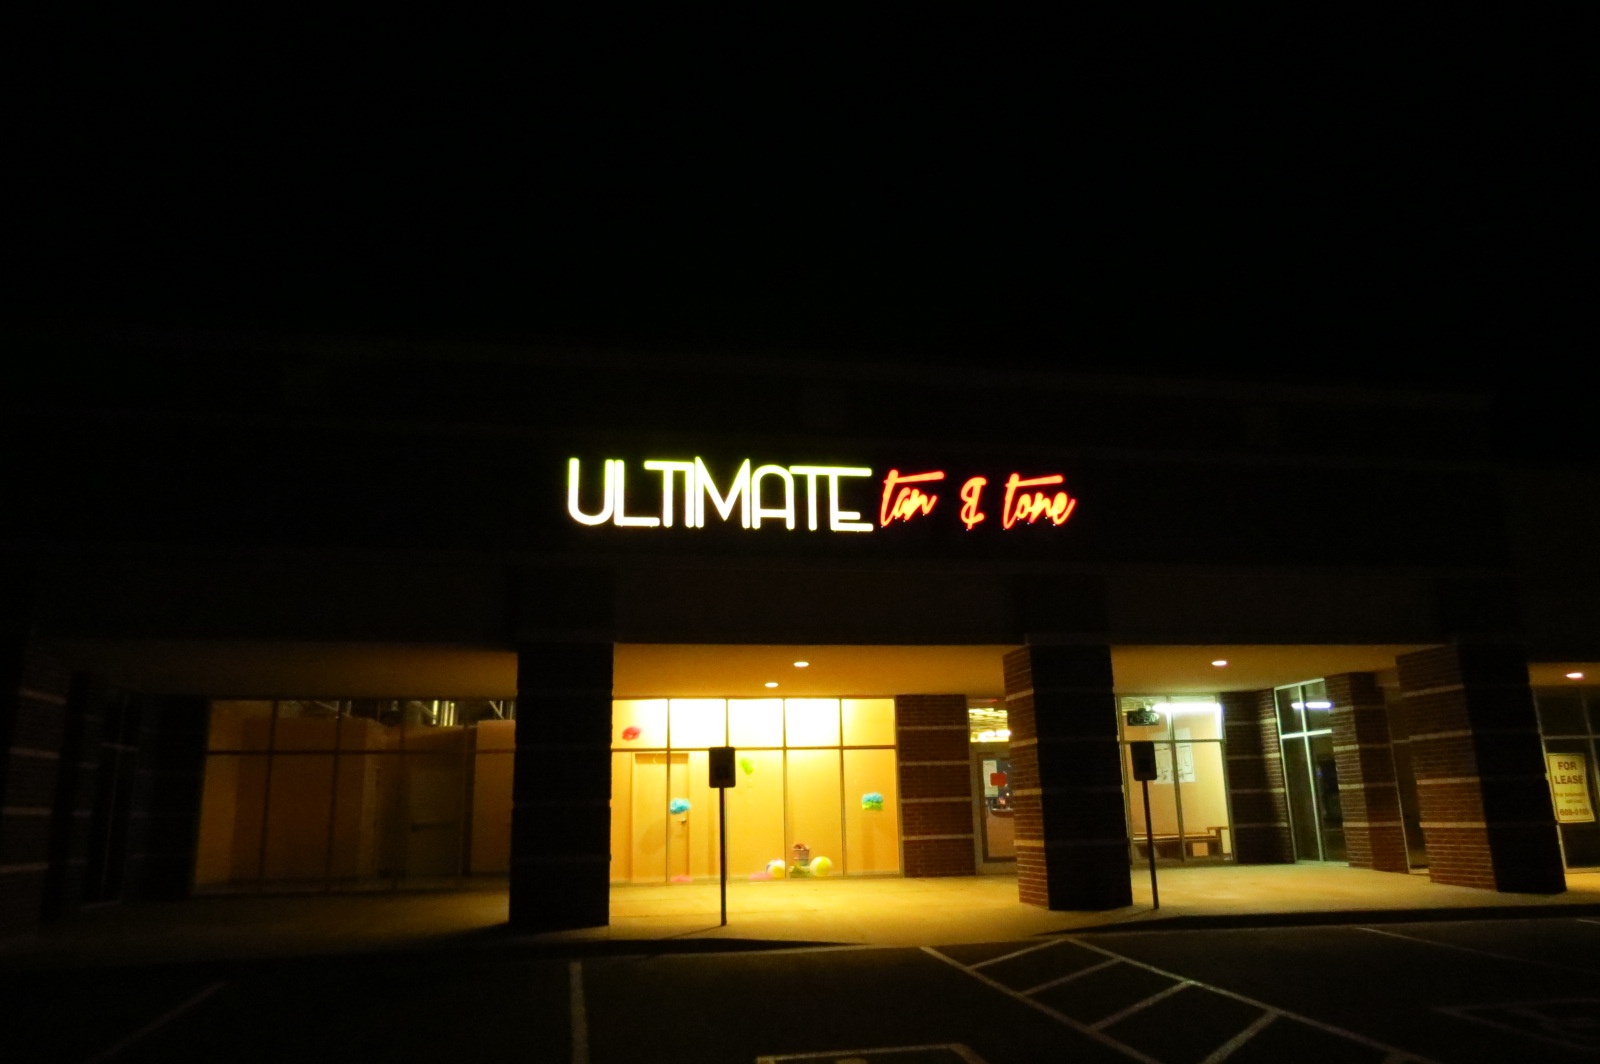 ULTIMATE tan & tone
FOR
LEASE